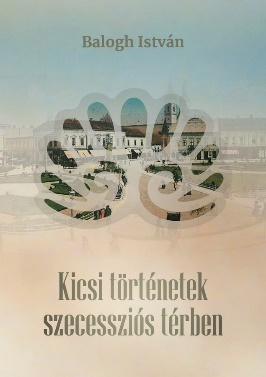 Balogh István
Kicsi történetek
szecessziós térben